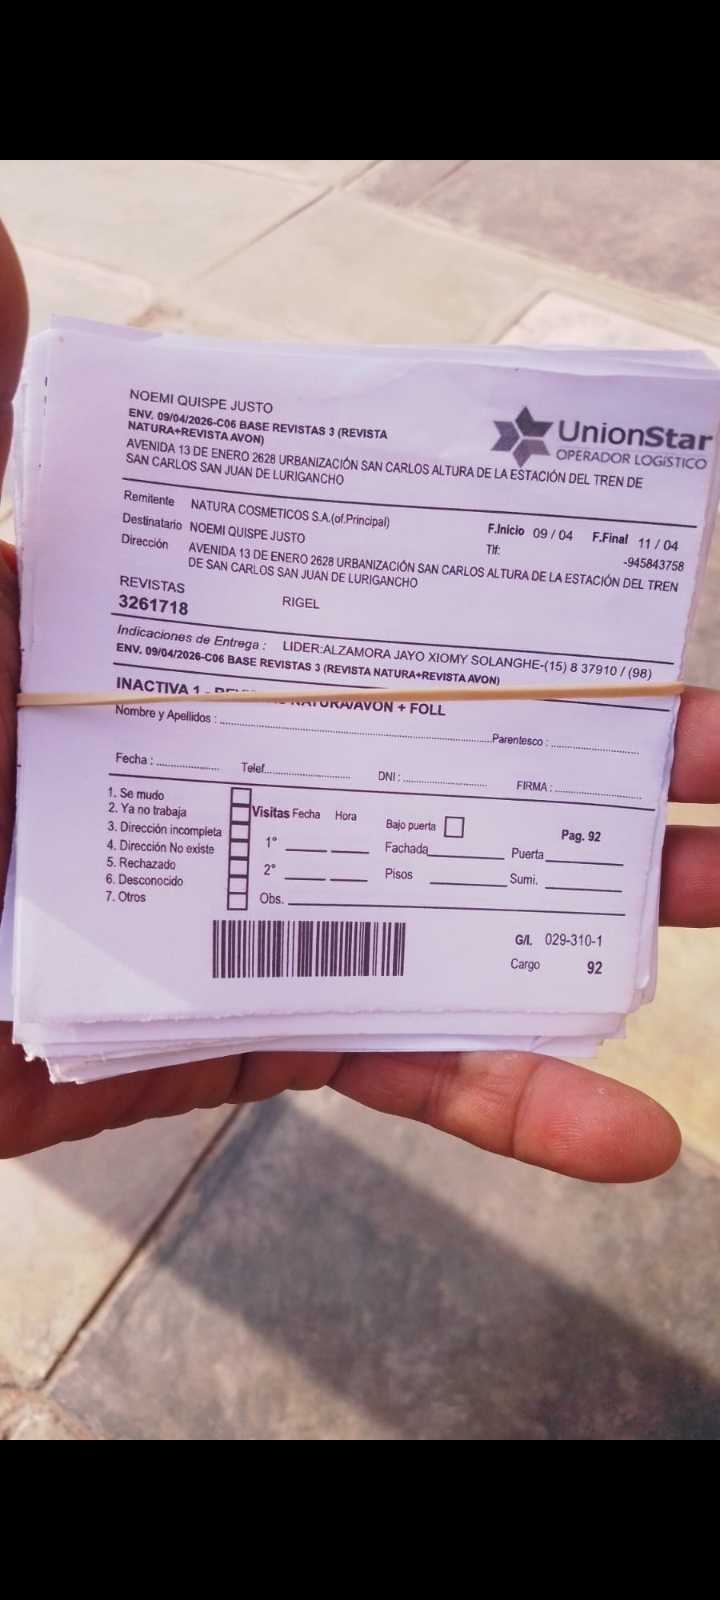 NOEMI QUISPE JUSTO
ENV. 09/04/2026-C06 BASE REVISTAS 3 (REVISTA
NATURA+REVISTA AVON)
AVENIDA 13 DE ENERO 2628 URBANIZACIÓN SAN CARLOS ALTURA DE LA ESTACIÓN DEL TREN DE
SAN CARLOS SAN JUAN DE LURIGANCHO
UnionStar
OPERADOR LOGÍSTICO
Remitente NATURA COSMETICOS S.A.(of.Principal)
Destinatario NOEMI QUISPE JUSTO
F.Inicio 09 / 04 F.Final 11 / 04
Tlf: -945843758
Dirección AVENIDA 13 DE ENERO 2628 URBANIZACIÓN SAN CARLOS ALTURA DE LA ESTACIÓN DEL TREN
DE SAN CARLOS SAN JUAN DE LURIGANCHO
REVISTAS
3261718 RIGEL
Indicaciones de Entrega : LIDER:ALZAMORA JAYO XIOMY SOLANGHE-(15) 8 37910 / (98)
ENV. 09/04/2026-C06 BASE REVISTAS 3 (REVISTA NATURA+REVISTA AVON)
INACTIVA 1 - NATURA/AVON + FOLL
Nombre y Apellidos : Parentesco :
Fecha : Telef. DNI : FIRMA :
1. Se mudo
2. Ya no trabaja
3. Dirección incompleta
4. Dirección No existe
5. Rechazado
6. Desconocido
7. Otros
Visitas Fecha Hora
1°
2°
Obs.
Bajo puerta
Fachada Puerta
Pisos Sumi.
Pag. 92
G/I. 029-310-1
Cargo 92